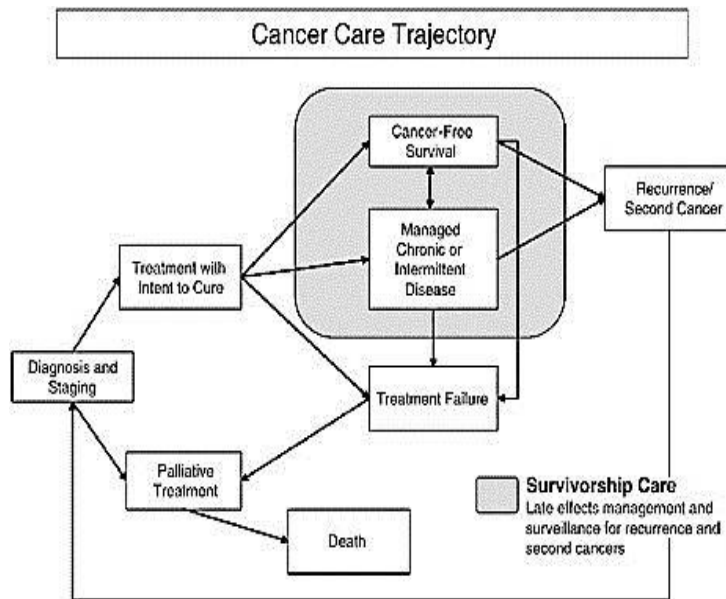 Cancer Care Trajectory
Cancer-Free
Survival
Recurrence/
Second Cancer
Managed
Chronic or
Intermittent
Disease
Treatment with
Intent to Cure
Diagnosis and
Staging
Treatment Failure
Palliative
Treatment
Death
Survivorship Care
Late effects management and
surveillance for recurrence and
second cancers